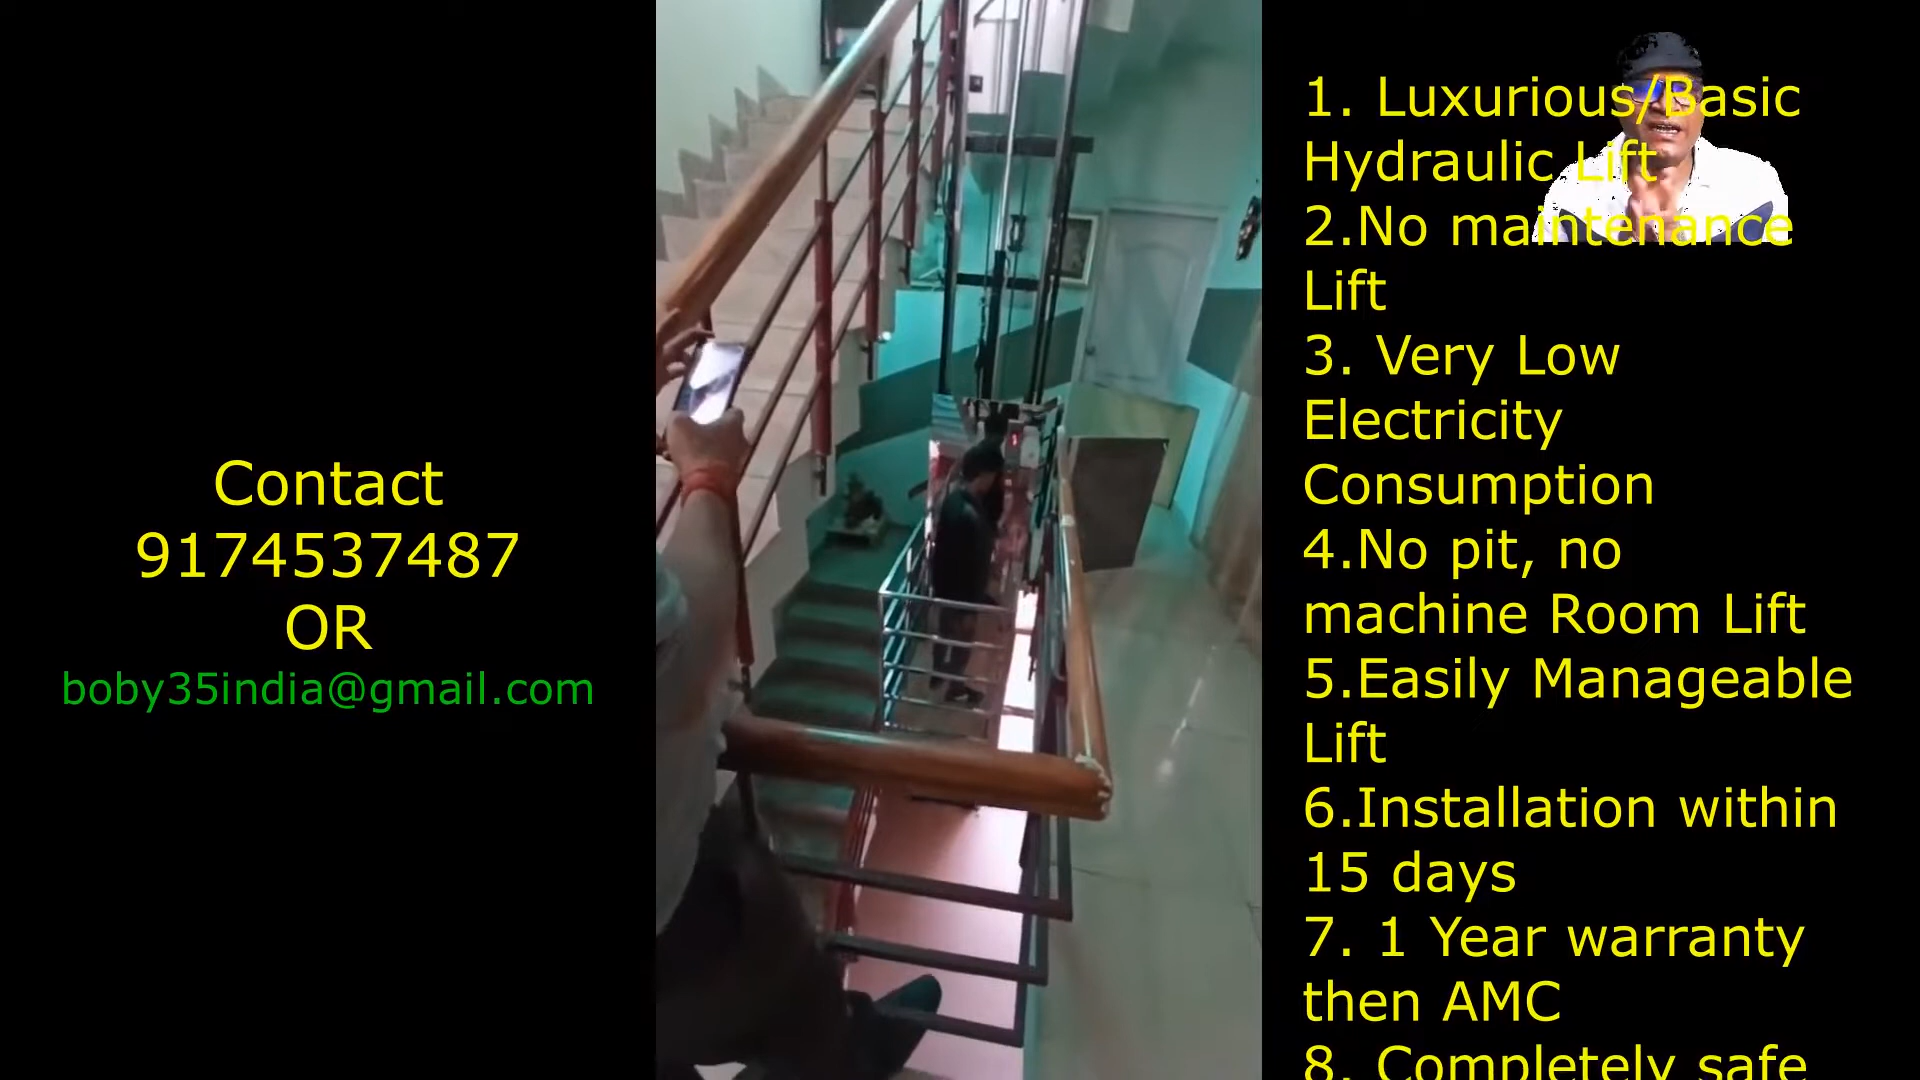 Contact
9174537487
OR
boby35india@gmail.com
1. Luxurious/Basic
Hydraulic Lift
2.No maintenance
Lift
3. Very Low
Electricity
Consumption
4.No pit, no
machine Room Lift
5.Easily Manageable
Lift
6.Installation within
15 days
7. 1 Year warranty
then AMC
8. Completely safe